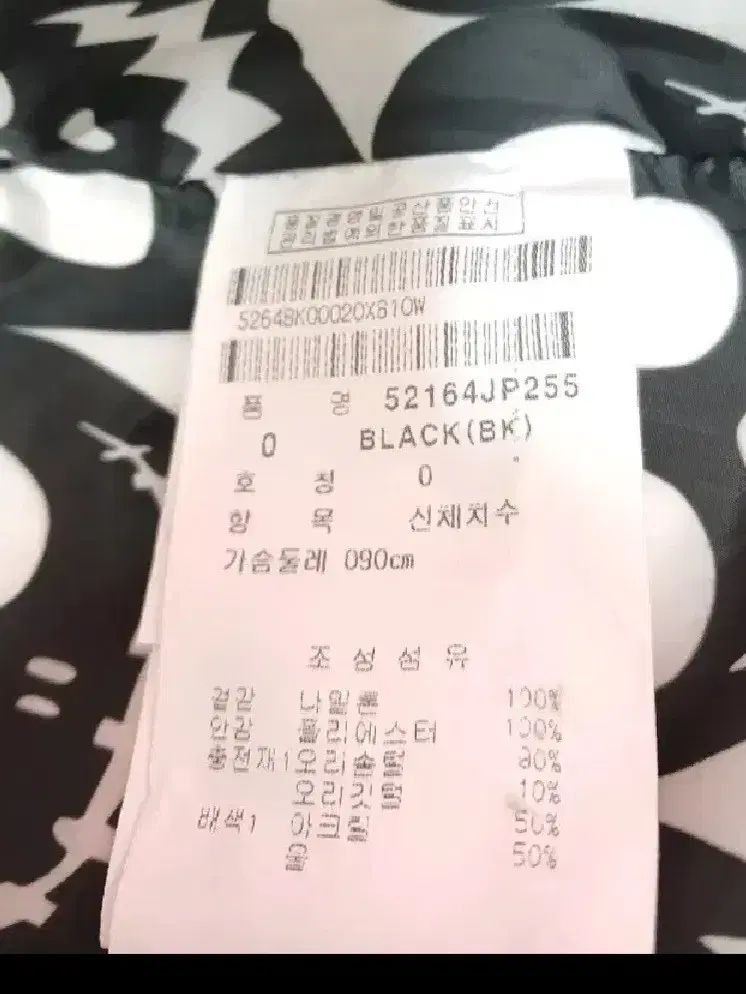 품질경영및공산품안전
관리법에의한품질표시
52648K00020X610W
품 명 52164JP255
0 BLACK(BK)
호 칭 0
항 목 신체치수
가슴둘레 090cm
조 성 섬 유
겉감 나일론 100%
안감 폴리에스터 100%
충전재1 오리솜털 90%
오리깃털 10%
배색1 아크릴 50%
울 50%